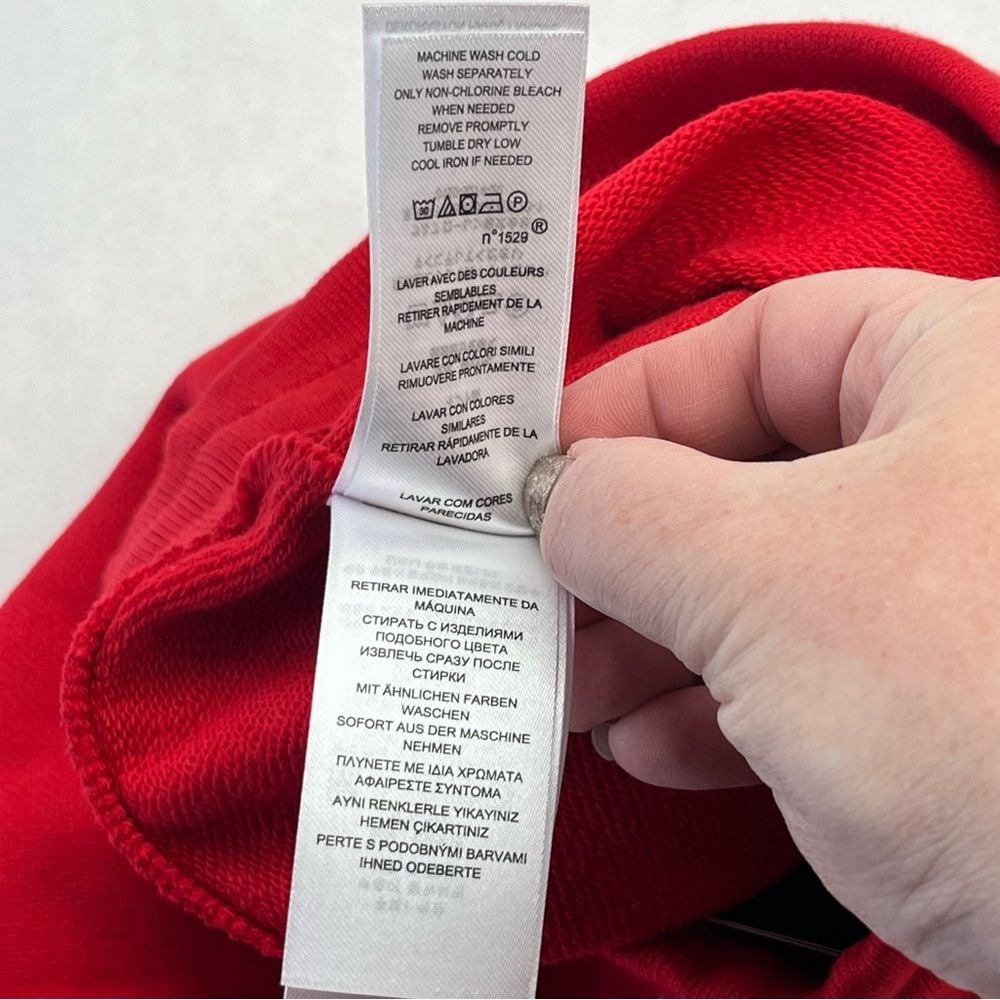 MACHINE WASH COLD
WASH SEPARATELY
ONLY NON-CHLORINE BLEACH
WHEN NEEDED
REMOVE PROMPTLY
TUMBLE DRY LOW
COOL IRON IF NEEDED
30 P
n°1529 ®
LAVER AVEC DES COULEURS
SEMBLABLES
RETIRER RAPIDEMENT DE LA
MACHINE
LAVARE CON COLORI SIMILI
RIMUOVERE PRONTAMENTE
LAVAR CON COLORES
SIMILARES
RETIRAR RÁPIDAMENTE DE LA
LAVADORA
LAVAR COM CORES
PARECIDAS
RETIRAR IMEDIATAMENTE DA
MÁQUINA
СТИРАТЬ С ИЗДЕЛИЯМИ
ПОДОБНОГО ЦВЕТА
ИЗВЛЕЧЬ СРАЗУ ПОСЛЕ
СТИРКИ
MIT ÄHNLICHEN FARBEN
WASCHEN
SOFORT AUS DER MASCHINE
NEHMEN
ΠΛΥΝΕΤΕ ΜΕ ΙΔΙΑ ΧΡΩΜΑΤΑ
ΑΦΑΙΡΕΣΤΕ ΣΥΝΤΟΜΑ
AYNI RENKLERLE YIKAYINIZ
HEMEN ÇIKARTINIZ
PERTE S PODOBNÝMI BARVAMI
IHNED ODEBERTE